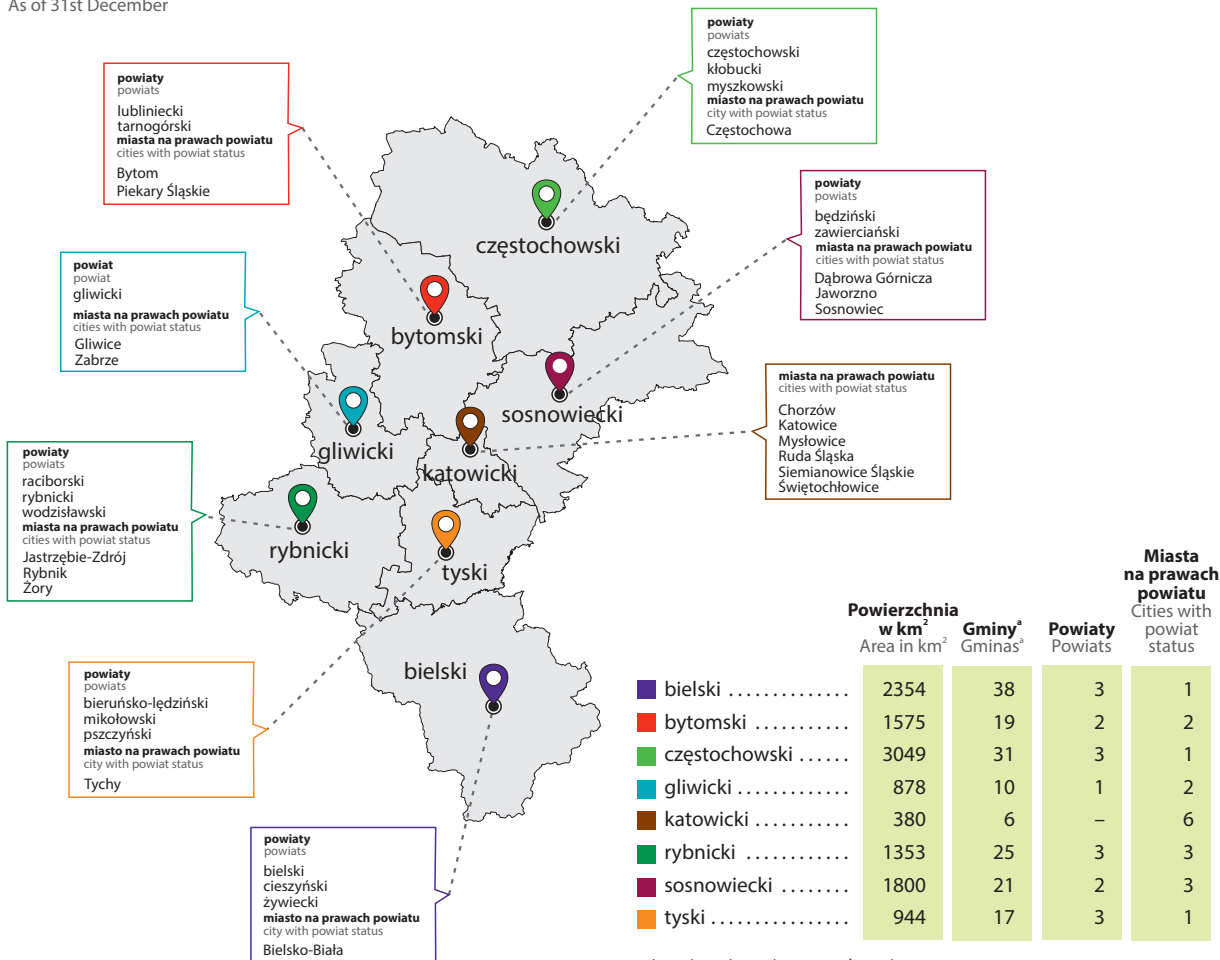 As of 31st December
powiaty
powiats
częstochowski
kłobucki
myszkowski
miasto na prawach powiatu
city with powiat status
Częstochowa
powiaty
powiats
lubliniecki
tarnogórski
miasta na prawach powiatu
cities with powiat status
Bytom
Piekary Śląskie
powiaty
powiats
będziński
zawierciański
miasta na prawach powiatu
cities with powiat status
Dąbrowa Górnicza
Jaworzno
Sosnowiec
powiat
powiat
gliwicki
miasta na prawach powiatu
cities with powiat status
Gliwice
Zabrze
miasta na prawach powiatu
cities with powiat status
Chorzów
Katowice
Mysłowice
Ruda Śląska
Siemianowice Śląskie
Świętochłowice
powiaty
powiats
raciborski
rybnicki
wodzisławski
miasta na prawach powiatu
cities with powiat status
Jastrzębie-Zdrój
Rybnik
Żory
powiaty
powiats
bieruńsko-lędziński
mikołowski
pszczyński
miasto na prawach powiatu
city with powiat status
Tychy
powiaty
powiats
bielski
cieszyński
żywiecki
miasto na prawach powiatu
city with powiat status
Bielsko-Biała
częstochowski
bytomski
sosnowiecki
gliwicki
katowicki
rybnicki
tyski
bielski
Powierzchnia
w km²
Area in km²
Gminyᵃ
Gminasᵃ
Powiaty
Powiats
Miasta
na prawach
powiatu
Cities with
powiat
status
bielski .............. 2354 38 3 1
bytomski ........... 1575 19 2 2
częstochowski ...... 3049 31 3 1
gliwicki ............. 878 10 1 2
katowicki ........... 380 6 – 6
rybnicki ............ 1353 25 3 3
sosnowiecki ........ 1800 21 2 3
tyski ................ 944 17 3 1